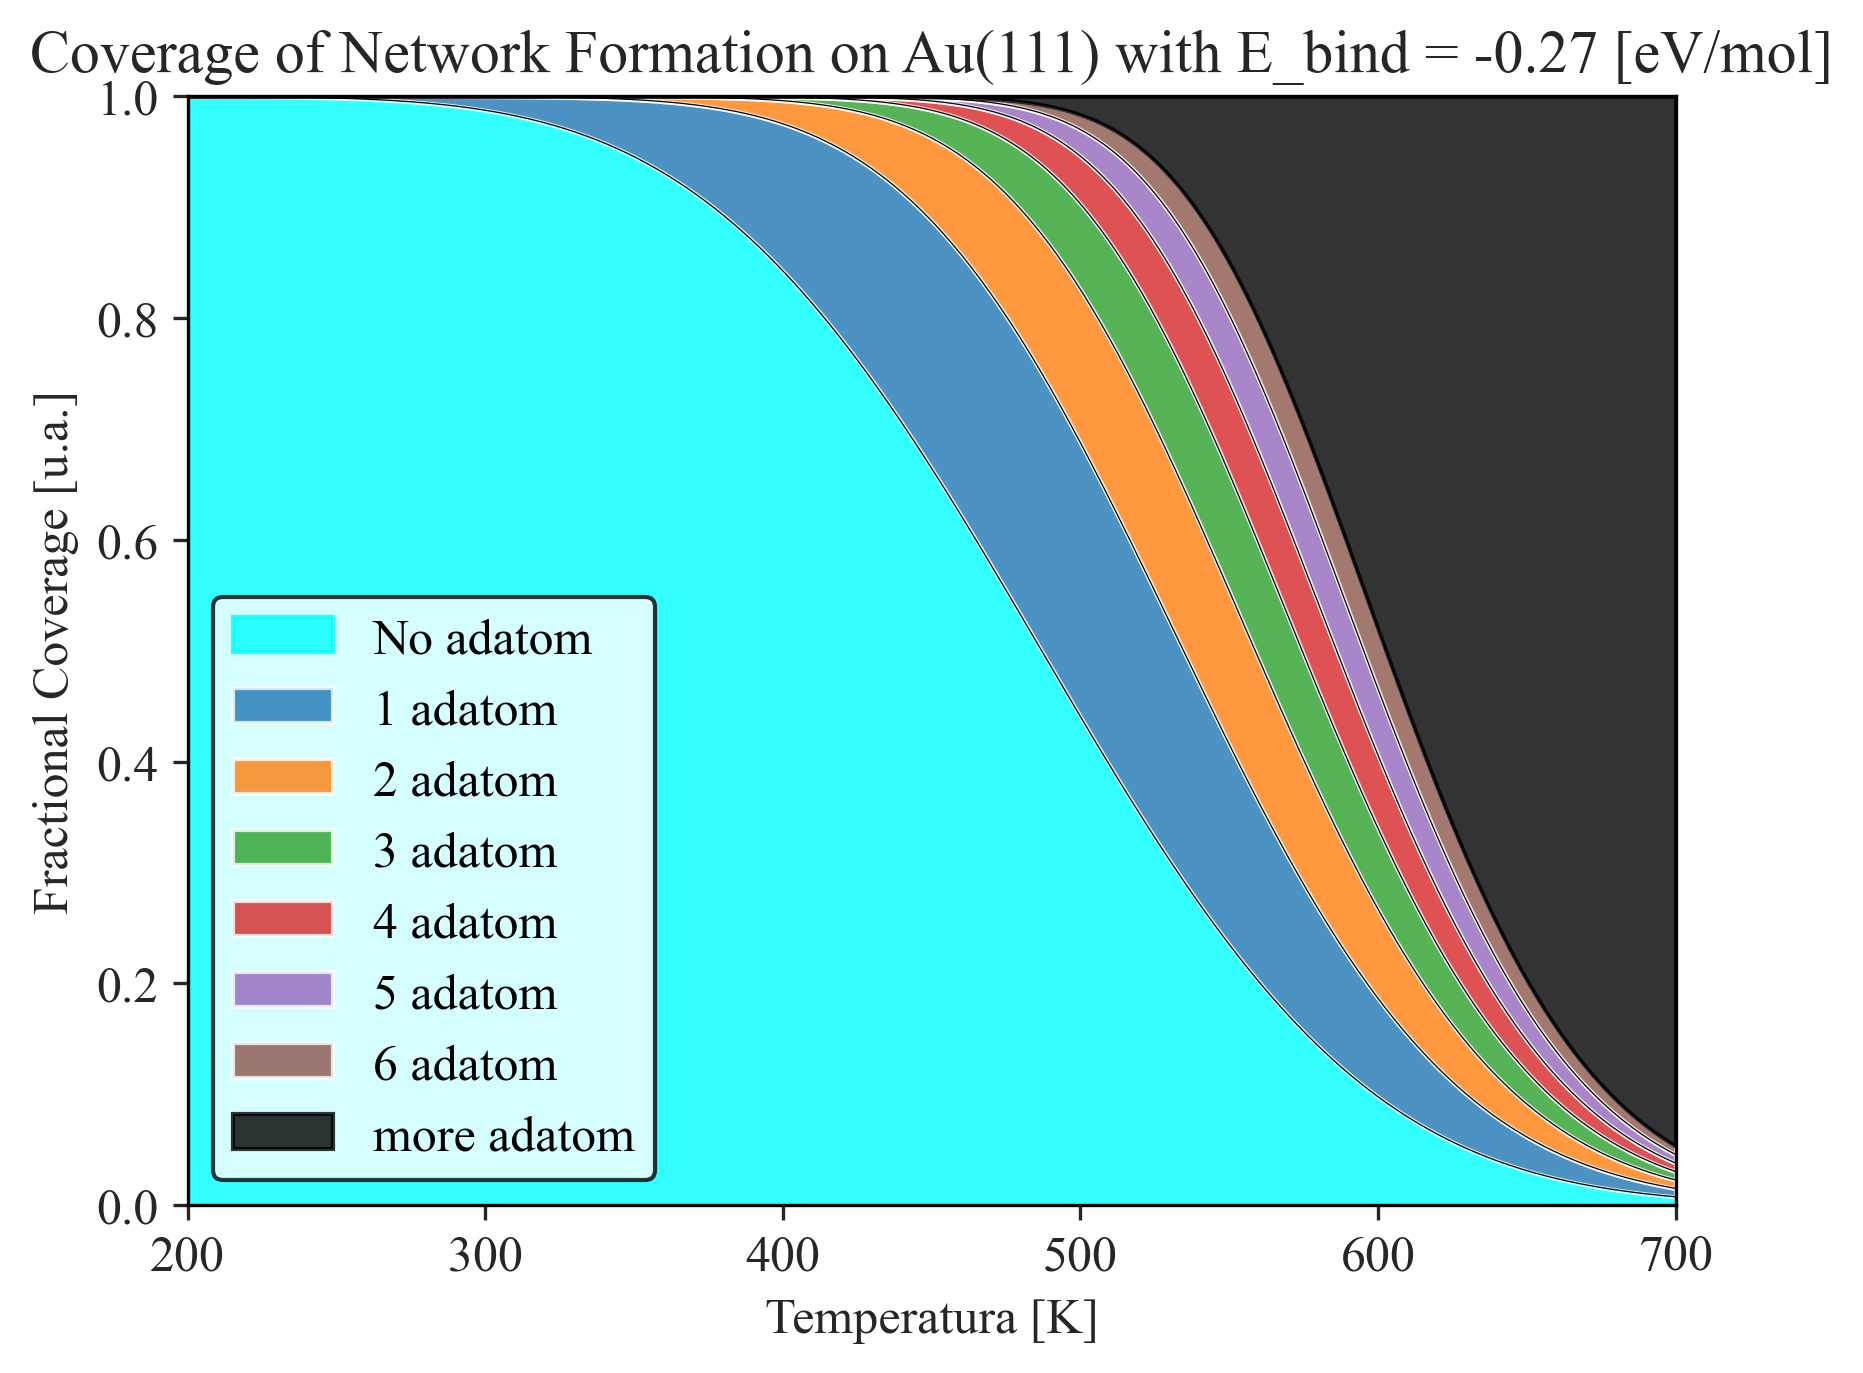 Coverage of Network Formation on Au(111) with E_bind = -0.27 [eV/mol]
1.0
0.8
0.6
0.4
0.2
0.0
Fractional Coverage [u.a.]
No adatom
1 adatom
2 adatom
3 adatom
4 adatom
5 adatom
6 adatom
more adatom
200 300 400 500 600 700
Temperatura [K]